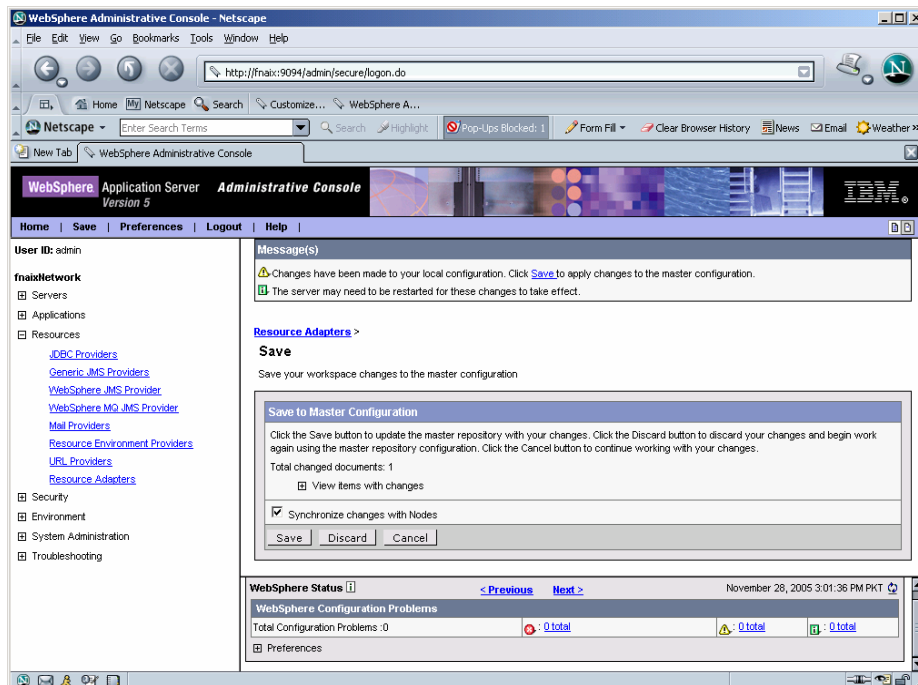 WebSphere Administrative Console - Netscape
File Edit View Go Bookmarks Tools Window Help
http://fnaix:9094/admin/secure/logon.do
Home My Netscape Search Customize... WebSphere A...
Netscape Enter Search Terms Search Highlight Pop-Ups Blocked: 1 Form Fill Clear Browser History News Email Weather
New Tab WebSphere Administrative Console
WebSphere Application Server Administrative Console
Version 5
IBM
Home | Save | Preferences | Logout | Help |
User ID: admin
fnaixNetwork
Servers
Applications
Resources
JDBC Providers
Generic JMS Providers
WebSphere JMS Provider
WebSphere MQ JMS Provider
Mail Providers
Resource Environment Providers
URL Providers
Resource Adapters
Security
Environment
System Administration
Troubleshooting
Message(s)
Changes have been made to your local configuration. Click Save to apply changes to the master configuration.
The server may need to be restarted for these changes to take effect.
Resource Adapters >
Save
Save your workspace changes to the master configuration
Save to Master Configuration
Click the Save button to update the master repository with your changes. Click the Discard button to discard your changes and begin work
again using the master repository configuration. Click the Cancel button to continue working with your changes.
Total changed documents: 1
View items with changes
Synchronize changes with Nodes
Save Discard Cancel
WebSphere Status < Previous Next > November 28, 2005 3:01:36 PM PKT
WebSphere Configuration Problems
Total Configuration Problems :0 : 0 total : 0 total : 0 total
Preferences